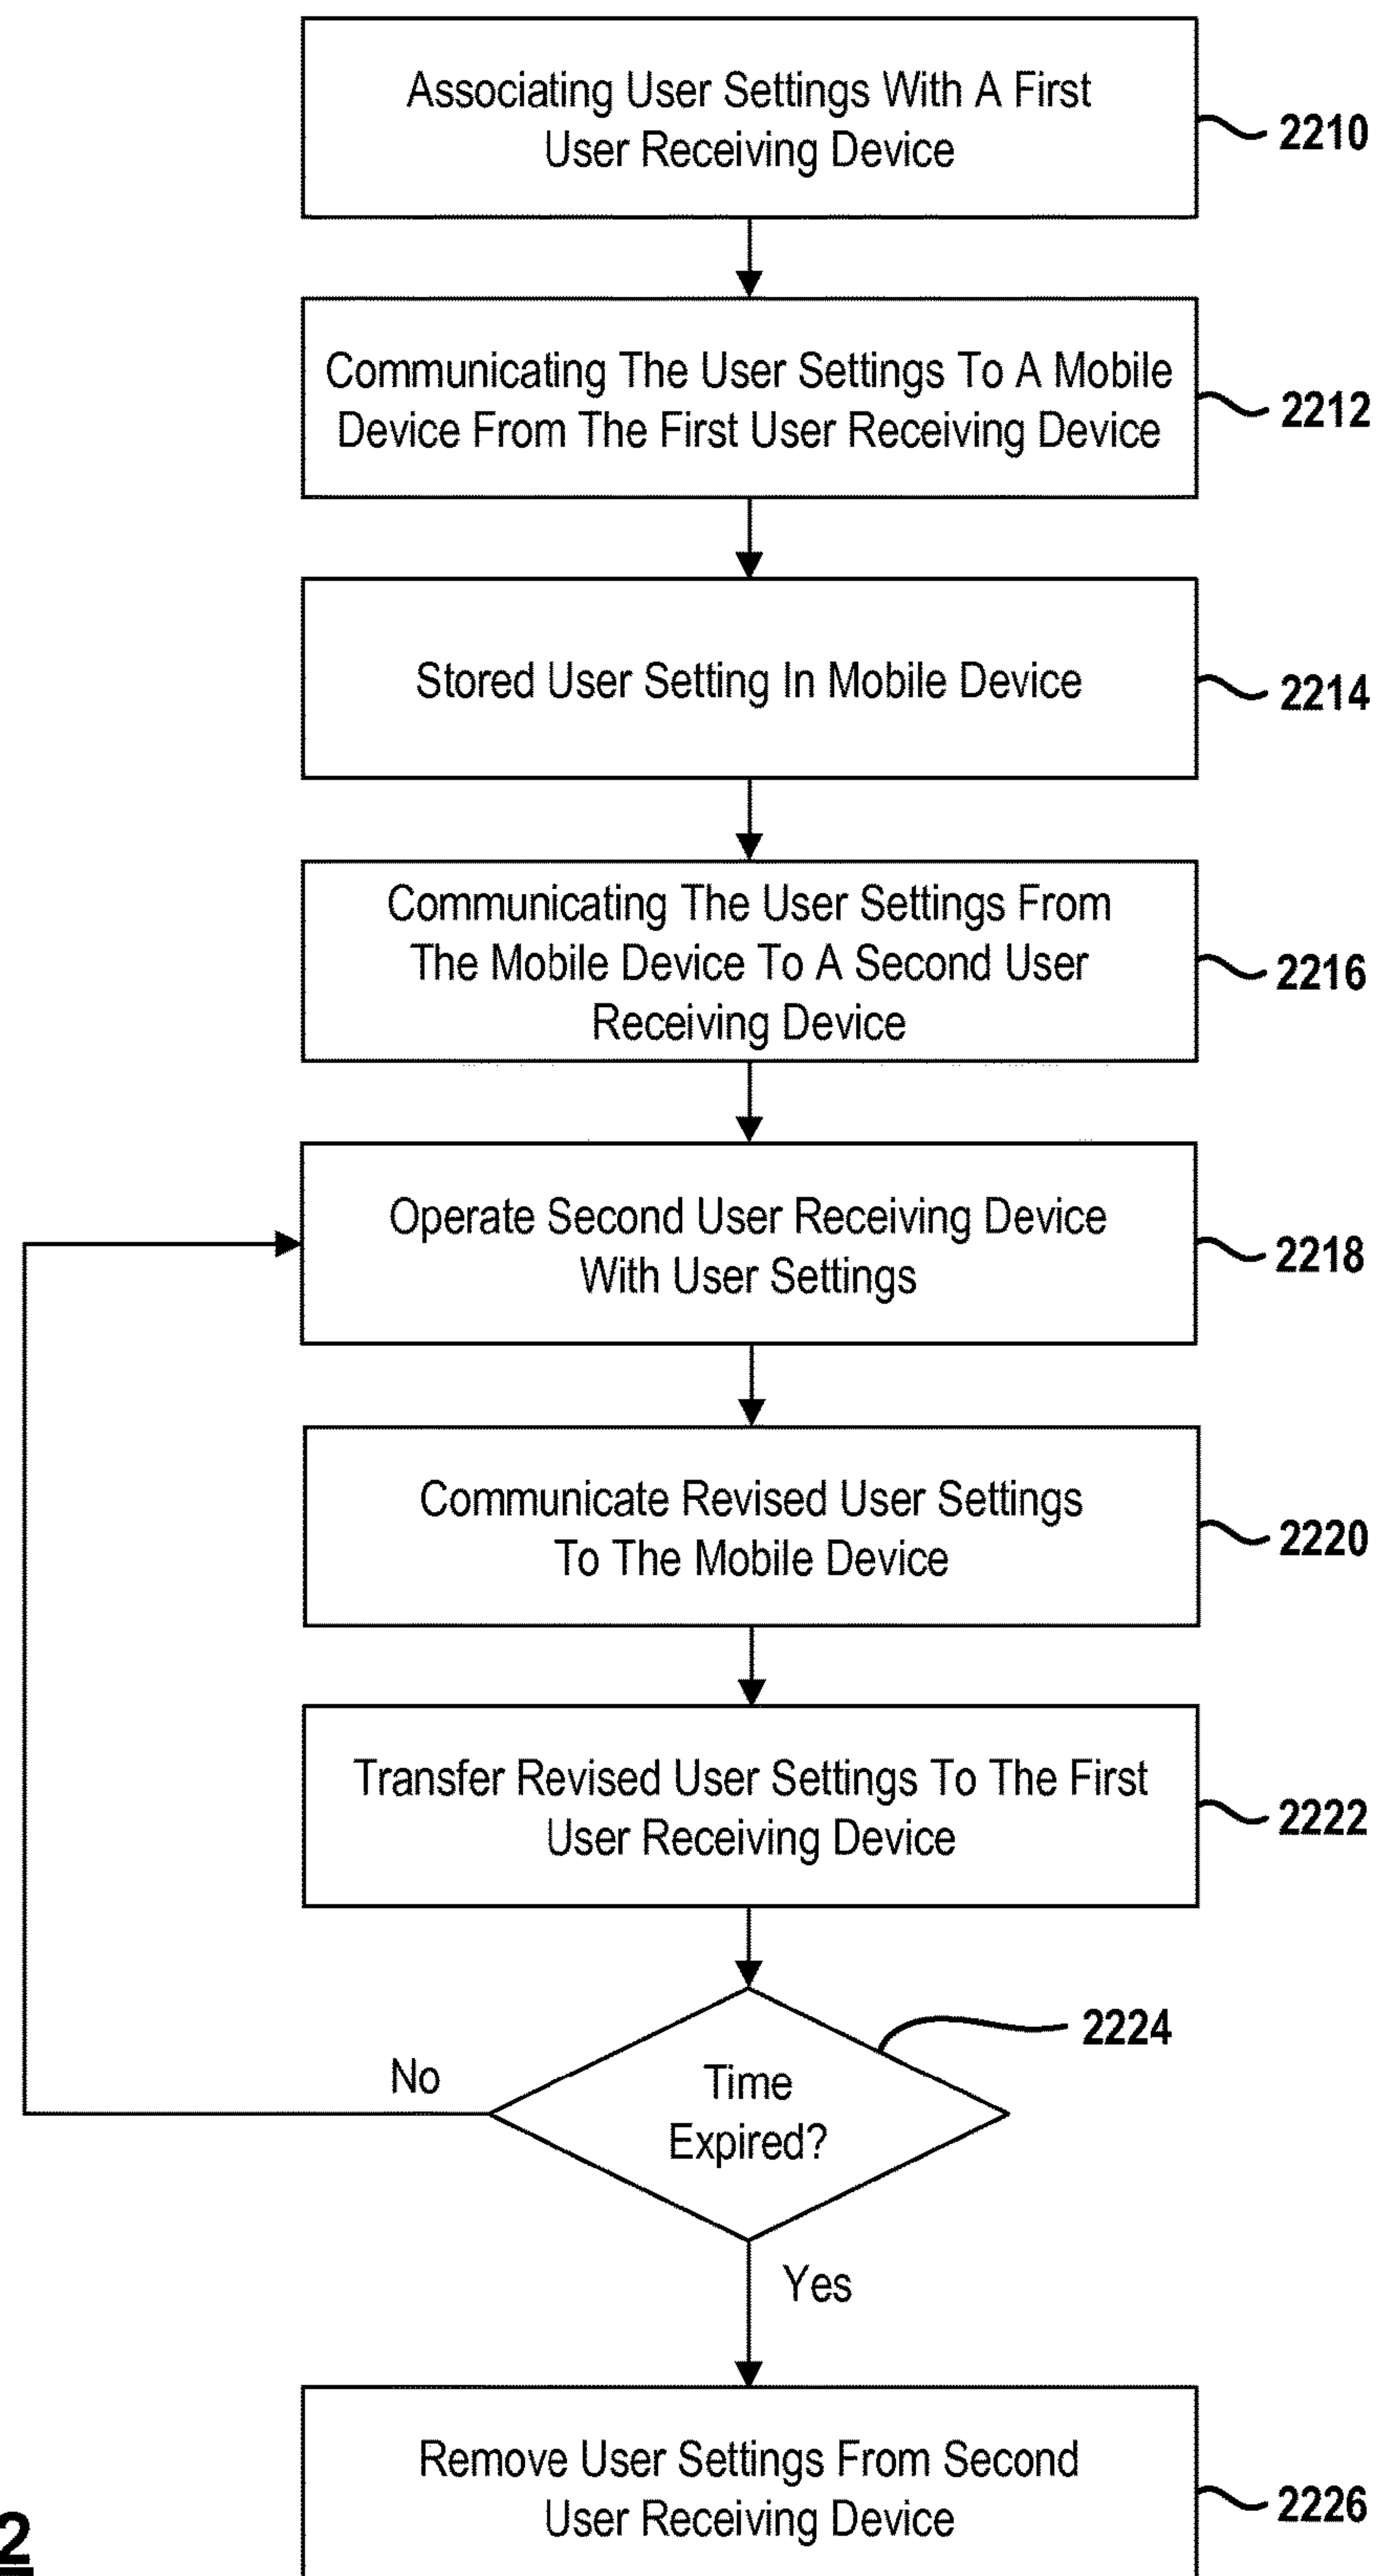 Associating User Settings With A First
User Receiving Device
2210
Communicating The User Settings To A Mobile
Device From The First User Receiving Device
2212
Stored User Setting In Mobile Device
2214
Communicating The User Settings From
The Mobile Device To A Second User
Receiving Device
2216
Operate Second User Receiving Device
With User Settings
2218
Communicate Revised User Settings
To The Mobile Device
2220
Transfer Revised User Settings To The First
User Receiving Device
2222
2224
No
Time
Expired?
Yes
Remove User Settings From Second
User Receiving Device
2226
2